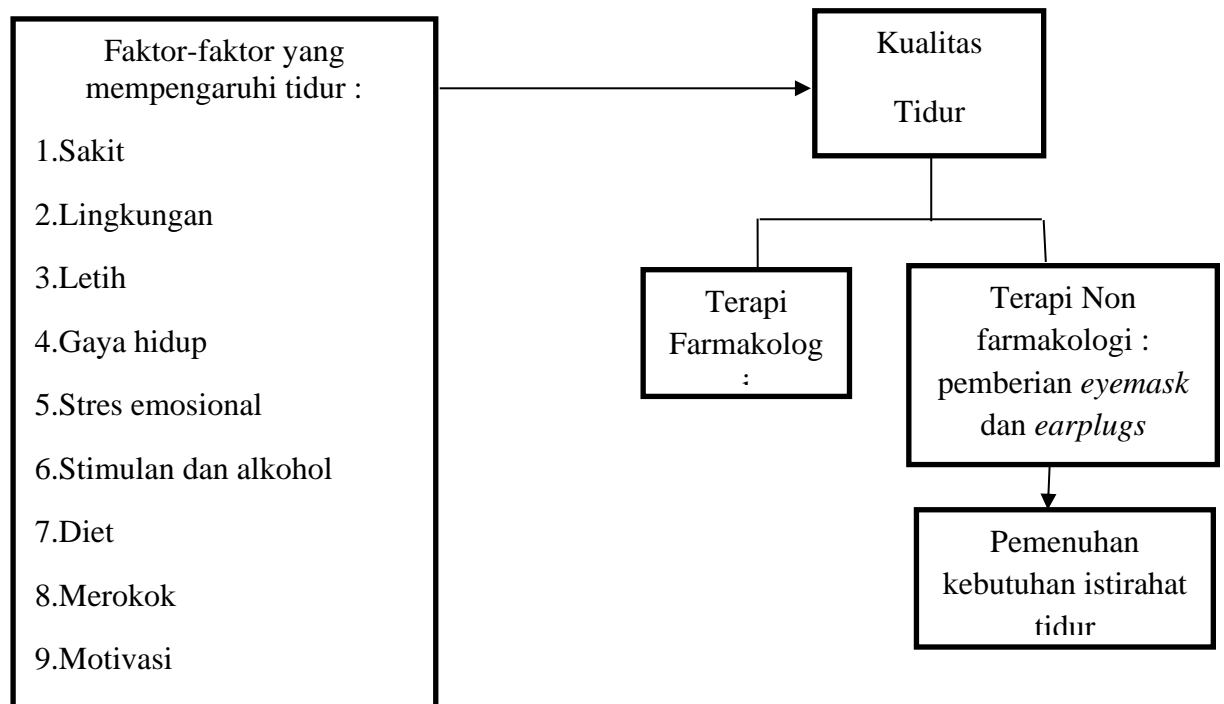 Faktor-faktor yang
mempengaruhi tidur :
1.Sakit
2.Lingkungan
3.Letih
4.Gaya hidup
5.Stres emosional
6.Stimulan dan alkohol
7.Diet
8.Merokok
9.Motivasi
Kualitas
Tidur
Terapi
Farmakolog
Terapi Non
farmakologi :
pemberian eyemask
dan earplugs
Pemenuhan
kebutuhan istirahat
tidur